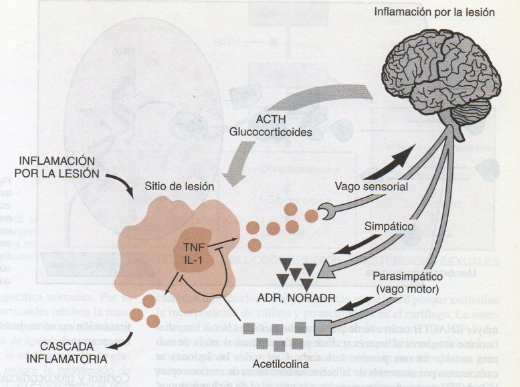 Inflamación por la lesión
ACTH
Glucocorticoides
INFLAMACIÓN
POR LA LESIÓN
Sitio de lesión
Vago sensorial
TNF
IL-1
Simpático
ADR, NORADR
Parasimpático
(vago motor)
CASCADA
INFLAMATORIA
Acetilcolina